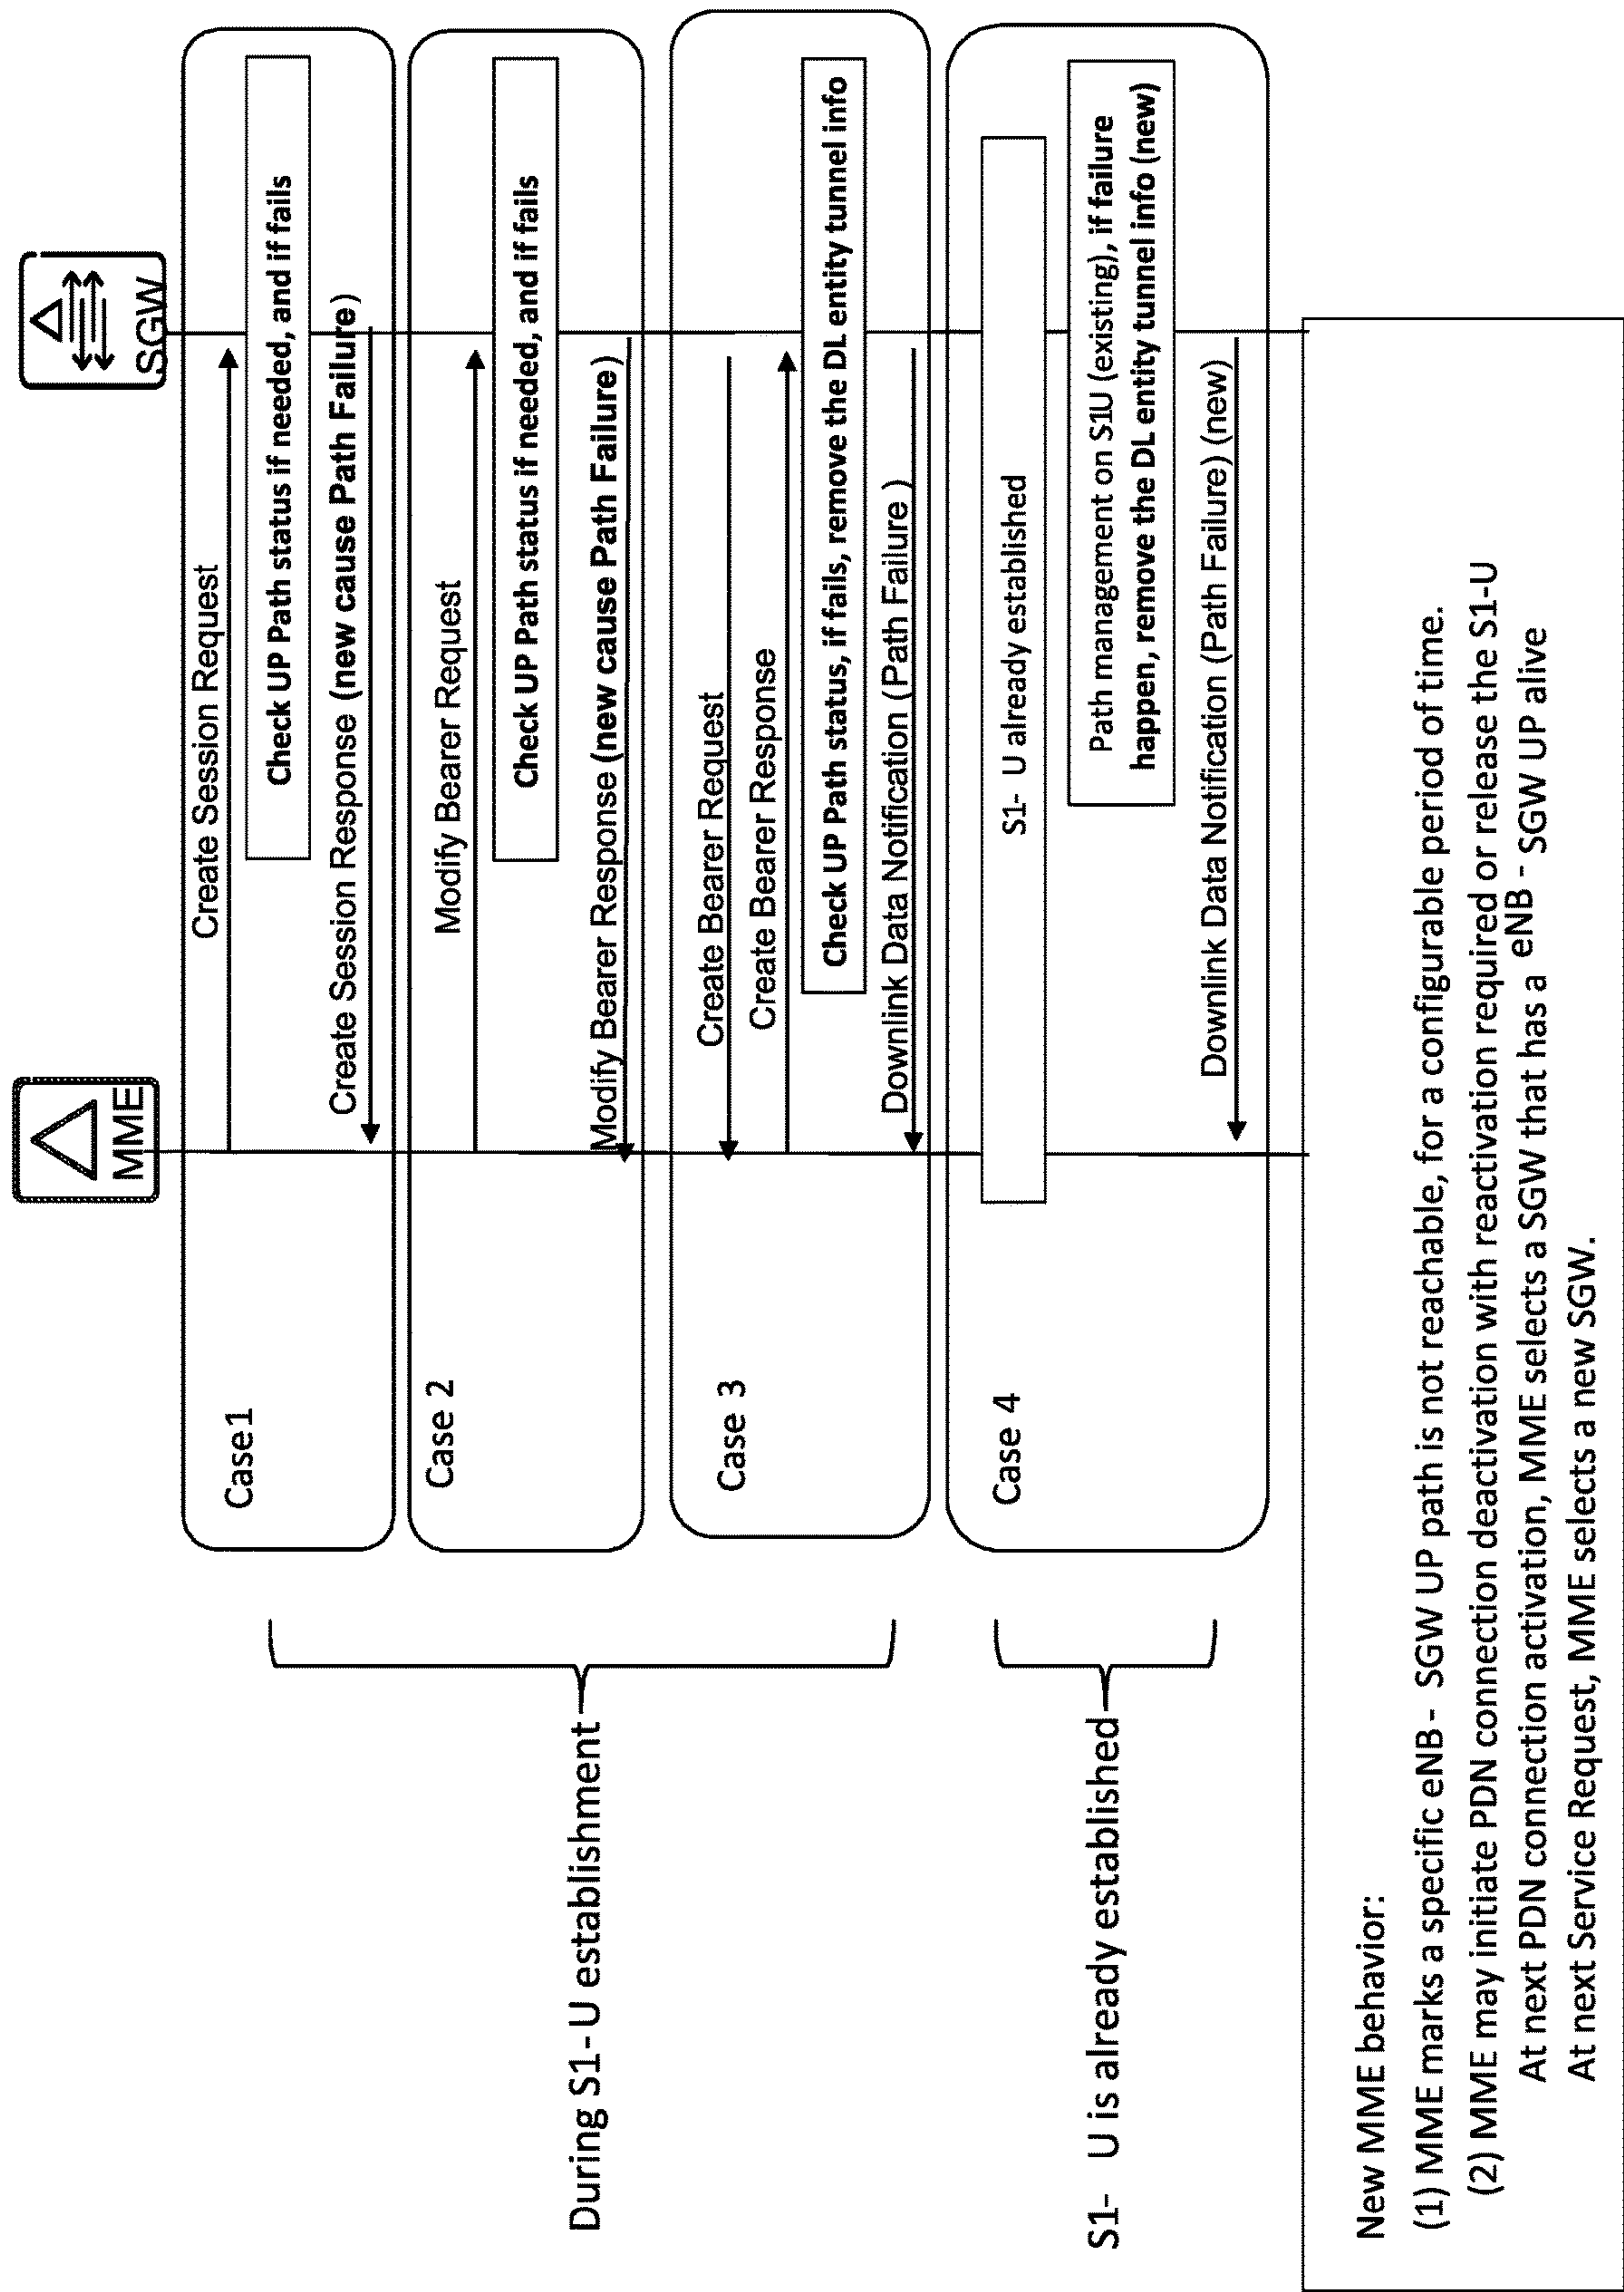 MME
SGW
During S1-U establishment
Case1
Create Session Request
Check UP Path status if needed, and if fails
Create Session Response (new cause Path Failure)
Case 2
Modify Bearer Request
Check UP Path status if needed, and if fails
Modify Bearer Response (new cause Path Failure)
Case 3
Create Bearer Request
Create Bearer Response
Check UP Path status, if fails, remove the DL entity tunnel info
Downlink Data Notification (Path Failure )
S1- U is already established
Case 4
S1- U already established
Path management on S1U (existing), if failure
happen, remove the DL entity tunnel info (new)
Downlink Data Notification (Path Failure) (new)
New MME behavior:
(1) MME marks a specific eNB - SGW UP path is not reachable, for a configurable period of time.
(2) MME may initiate PDN connection deactivation with reactivation required or release the S1-U
At next PDN connection activation, MME selects a SGW that has a eNB - SGW UP alive
At next Service Request, MME selects a new SGW.